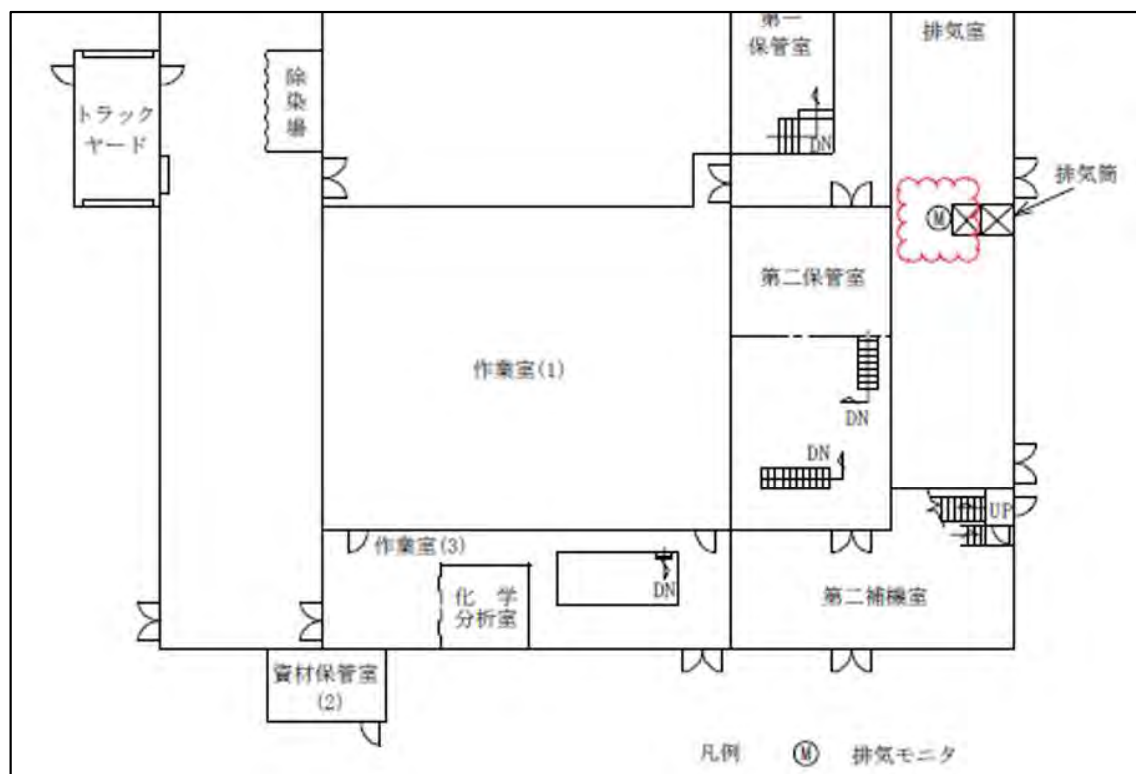 第一
保管室
排気室
除
染
場
トラック
ヤード
DN
排気筒
M
第二保管室
作業室(1)
DN
DN
UP
作業室(3)
DN
化 学
分析室
第二補機室
資材保管室
(2)
凡例 M 排気モニタ